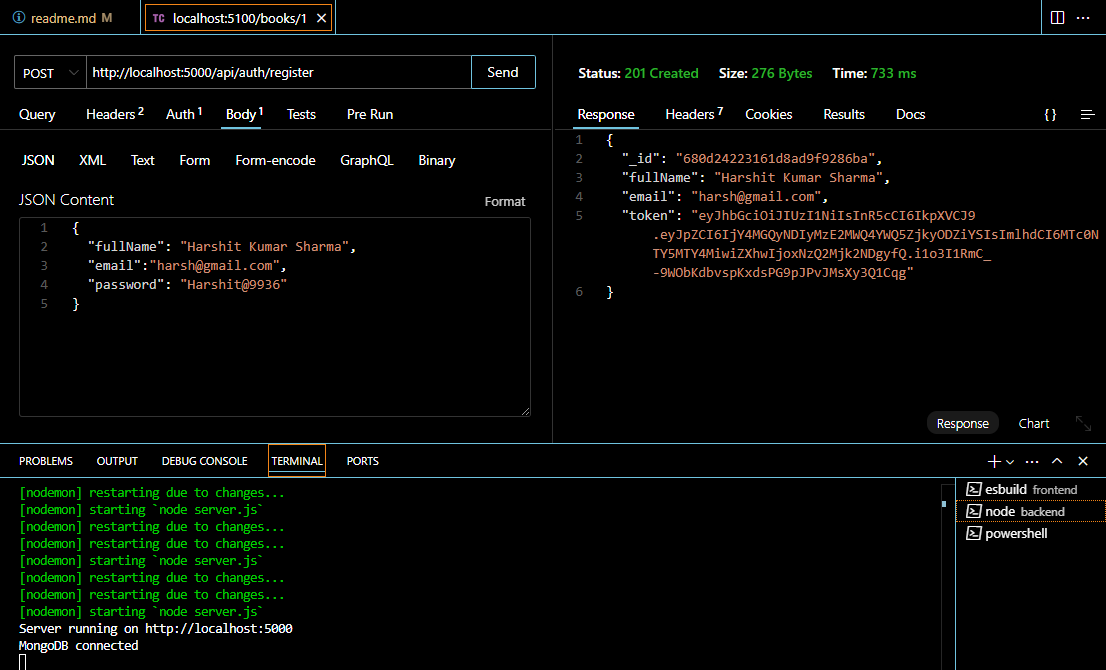 readme.md M
TC localhost:5100/books/1
POST http://localhost:5000/api/auth/register Send
Query Headers 2 Auth 1 Body 1 Tests Pre Run
JSON XML Text Form Form-encode GraphQL Binary
JSON Content Format
1 {
2 "fullName": "Harshit Kumar Sharma",
3 "email":"harsh@gmail.com",
4 "password": "Harshit@9936"
5 }
Status: 201 Created Size: 276 Bytes Time: 733 ms
Response Headers 7 Cookies Results Docs {}
1 {
2 "_id": "680d24223161d8ad9f9286ba",
3 "fullName": "Harshit Kumar Sharma",
4 "email": "harsh@gmail.com",
5 "token": "eyJhbGciOiJIUzI1NiIsInR5cCI6IkpXVCJ9
.eyJpZCI6IjY4MGQyNDIyMzE2MWQ4YWQ5ZjkyODZiYSIsImlhdCI6MTc0N
TY5MTY4MiwiZXhwIjoxNzQ2Mjk2NDgyfQ.i1o3I1RmC_
-9WObKdbvspKxdsPG9pJPvJMsXy3Q1Cqg"
6 }
Response Chart
PROBLEMS OUTPUT DEBUG CONSOLE TERMINAL PORTS
[nodemon] restarting due to changes...
[nodemon] starting `node server.js`
[nodemon] restarting due to changes...
[nodemon] restarting due to changes...
[nodemon] starting `node server.js`
[nodemon] restarting due to changes...
[nodemon] restarting due to changes...
[nodemon] starting `node server.js`
Server running on http://localhost:5000
MongoDB connected
esbuild frontend
node backend
powershell